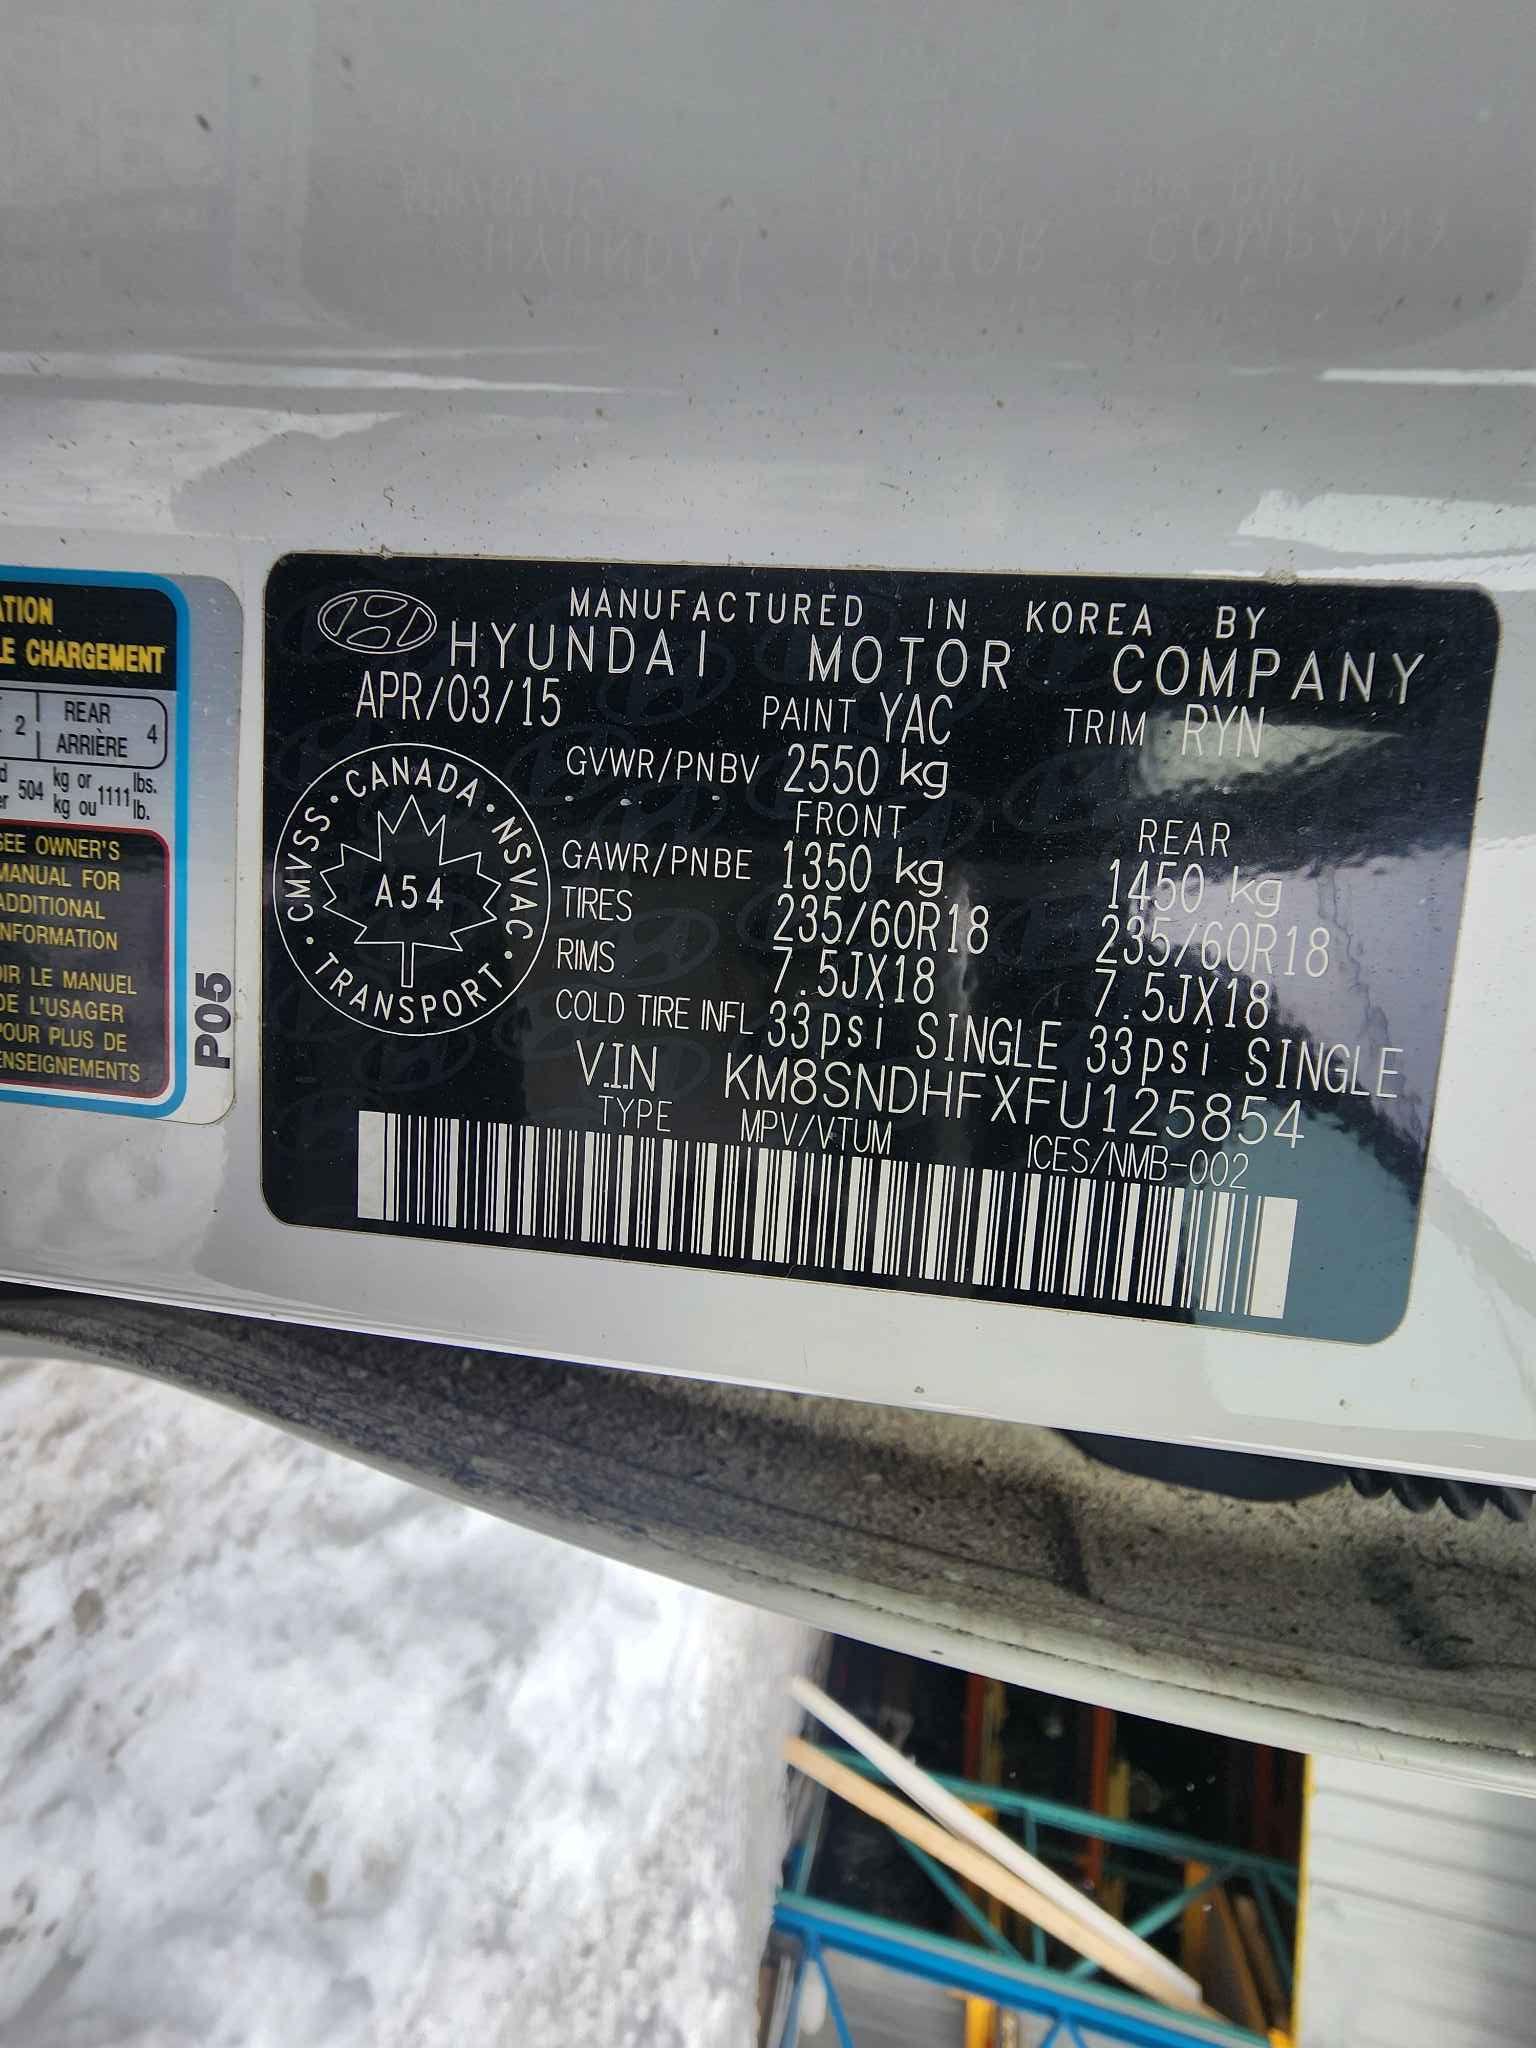 ATION
LE CHARGEMENT
2 | REAR
ARRIÈRE 4
504 kg or 1111 lbs.
kg ou lb.
SEE OWNER'S
MANUAL FOR
ADDITIONAL
INFORMATION
LE MANUEL
DE L'USAGER
POUR PLUS DE
RENSEIGNEMENTS
P05
MANUFACTURED IN KOREA BY
HYUNDAI MOTOR COMPANY
APR/03/15 PAINT YAC TRIM RYN
GVWR/PNBV 2550 kg
FRONT REAR
GAWR/PNBE 1350 kg 1450 kg
TIRES 235/60R18 235/60R18
RIMS 7.5JX18 7.5JX18
COLD TIRE INFL 33psi SINGLE 33psi SINGLE
V.I.N KM8SNDHFXFU125854
TYPE MPV/VTUM ICES/NMB-002
CMVSS · CANADA · NSVAC · TRANSPORT ·
A54